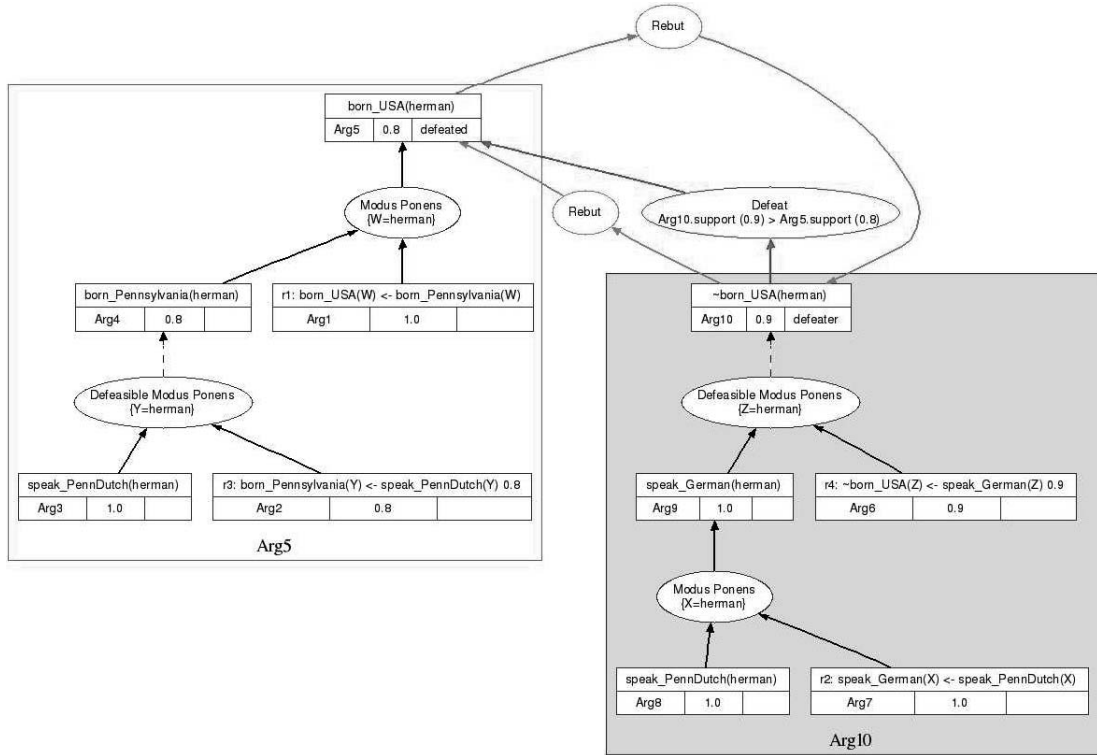 Rebut
born_USA(herman)
Arg5 0.8 defeated
Modus Ponens
{W=herman}
Rebut
Defeat
Arg10.support (0.9) > Arg5.support (0.8)
born_Pennsylvania(herman)
Arg4 0.8
r1: born_USA(W) <- born_Pennsylvania(W)
Arg1 1.0
~born_USA(herman)
Arg10 0.9 defeater
Defeasible Modus Ponens
{Y=herman}
Defeasible Modus Ponens
{Z=herman}
speak_PennDutch(herman)
Arg3 1.0
r3: born_Pennsylvania(Y) <- speak_PennDutch(Y) 0.8
Arg2 0.8
speak_German(herman)
Arg9 1.0
r4: ~born_USA(Z) <- speak_German(Z) 0.9
Arg6 0.9
Arg5
Modus Ponens
{X=herman}
speak_PennDutch(herman)
Arg8 1.0
r2: speak_German(X) <- speak_PennDutch(X)
Arg7 1.0
Arg10